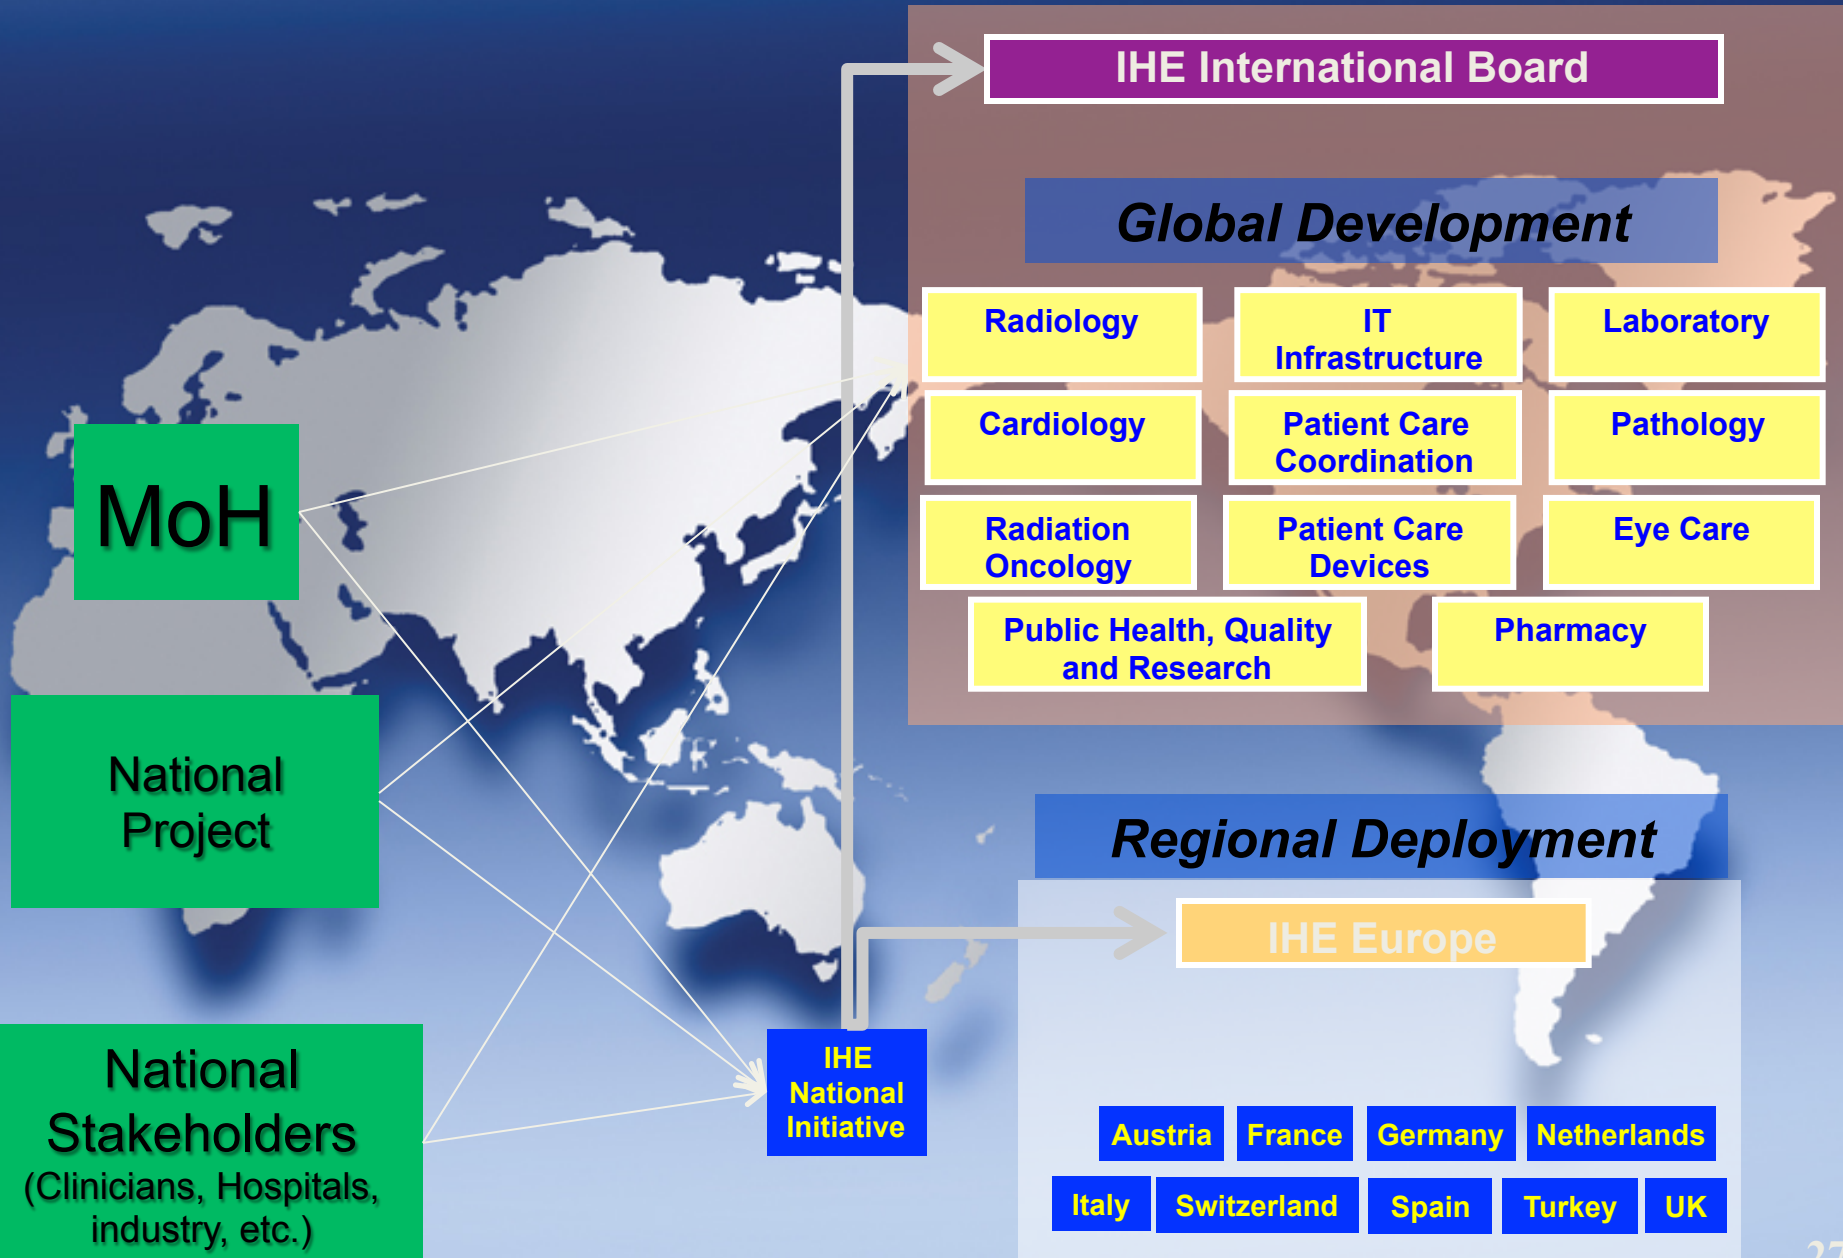 IHE International Board
Global Development
Radiology
IT
Infrastructure
Laboratory
Cardiology
Patient Care
Coordination
Pathology
Radiation
Oncology
Patient Care
Devices
Eye Care
Public Health, Quality
and Research
Pharmacy
MoH
National
Project
National
Stakeholders
(Clinicians, Hospitals,
industry, etc.)
IHE
National
Initiative
Regional Deployment
IHE Europe
Austria
France
Germany
Netherlands
Italy
Switzerland
Spain
Turkey
UK